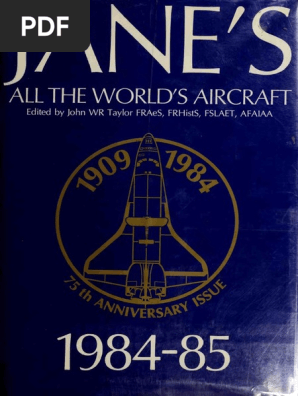 PDF
JANE'S
ALL THE WORLD'S AIRCRAFT
Edited by John WR Taylor FRAeS, FRHistS, FSLAET, AFAIAA
1909 1984
75th ANNIVERSARY ISSUE
1984-85